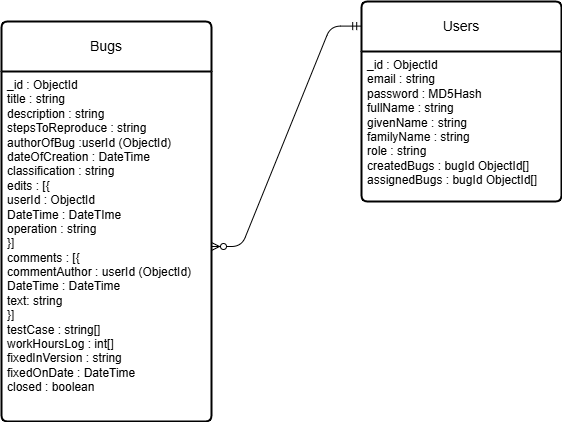 Bugs
_id : ObjectId
title : string
description : string
stepsToReproduce : string
authorOfBug :userId (ObjectId)
dateOfCreation : DateTime
classification : string
edits : [{
userId : ObjectId
DateTime : DateTIme
operation : string
}]
comments : [{
commentAuthor : userId (ObjectId)
DateTime : DateTime
text: string
}]
testCase : string[]
workHoursLog : int[]
fixedInVersion : string
fixedOnDate : DateTime
closed : boolean
Users
_id : ObjectId
email : string
password : MD5Hash
fullName : string
givenName : string
familyName : string
role : string
createdBugs : bugId ObjectId[]
assignedBugs : bugId ObjectId[]